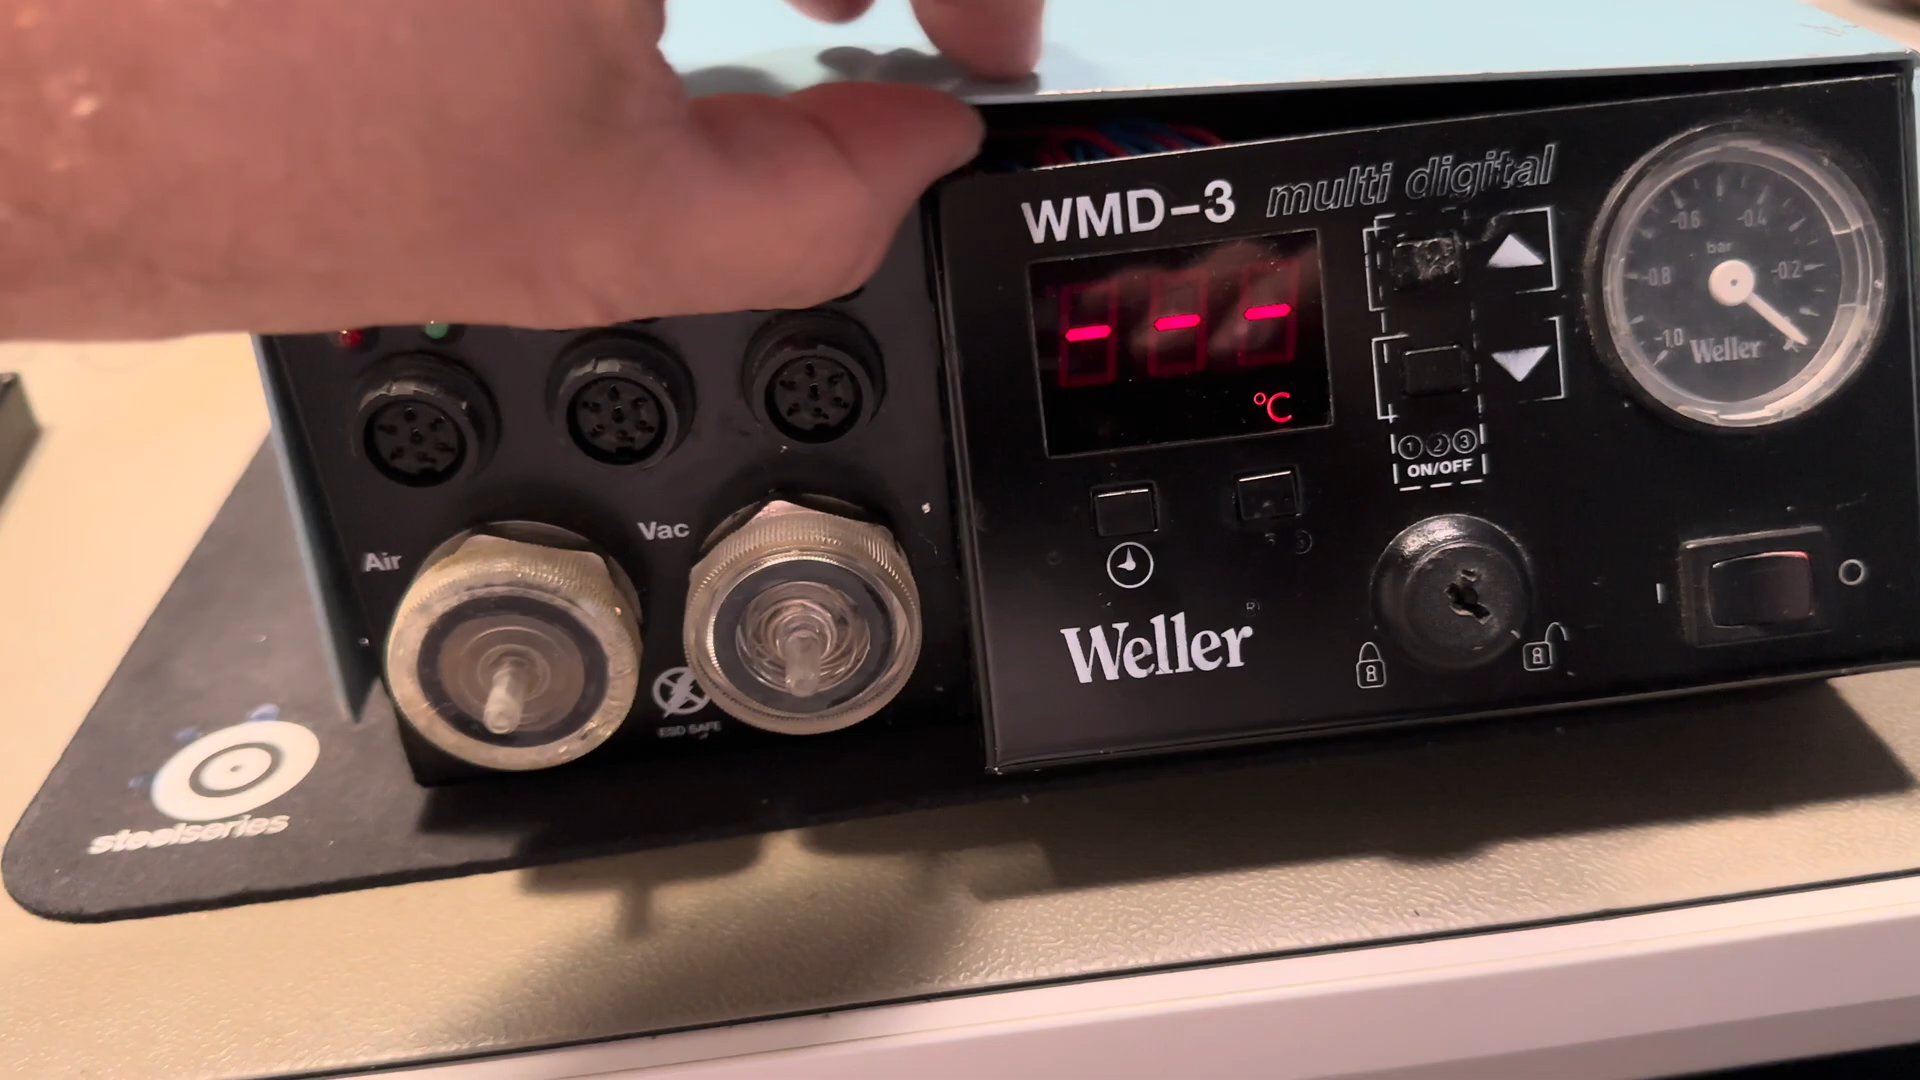 WMD-3 multi digital
-0.6 -0.4
bar
-0.8 -0.2
-1.0
Weller
- - -
°C
1 2 3
ON/OFF
Vac
Air
ESD SAFE
Weller
steelseries